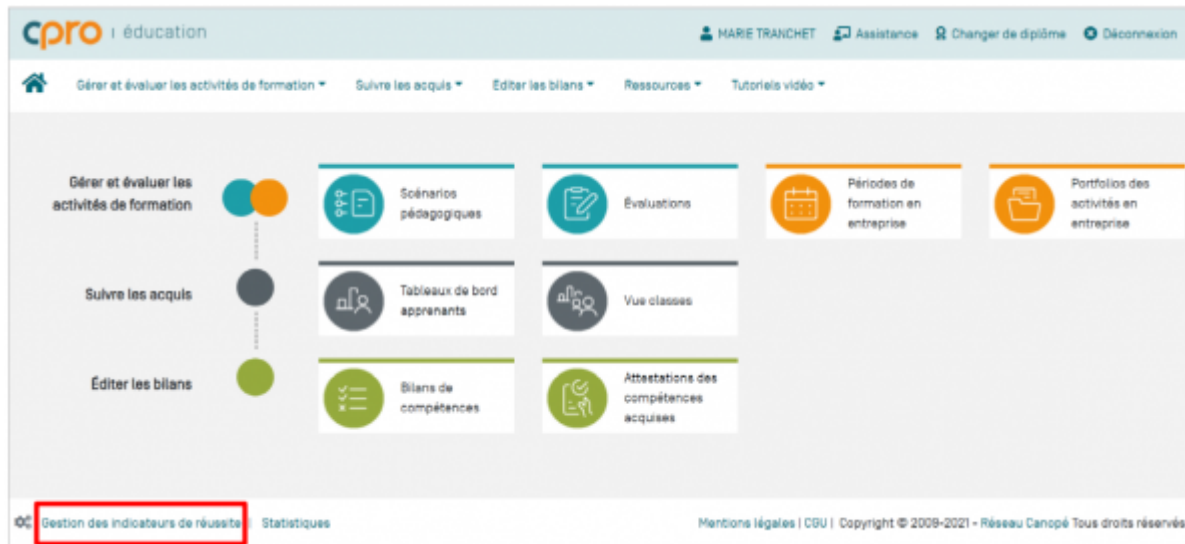 cpro | éducation
MARIE TRANCHET Assistance Changer de diplôme Déconnexion
Gérer et évaluer les activités de formation Suivre les acquis Editer les bilans Ressources Tutoriels vidéo
Gérer et évaluer les
activités de formation
Scénarios
pédagogiques
Évaluations
Périodes de
formation en
entreprise
Portfolios des
activités en
entreprise
Suivre les acquis
Tableaux de bord
apprenants
Vue classes
Éditer les bilans
Bilans de
compétences
Attestations des
compétences
acquises
Gestion des indicateurs de réussite | Statistiques
Mentions légales | CGU | Copyright © 2009-2021 - Réseau Canopé Tous droits réservés